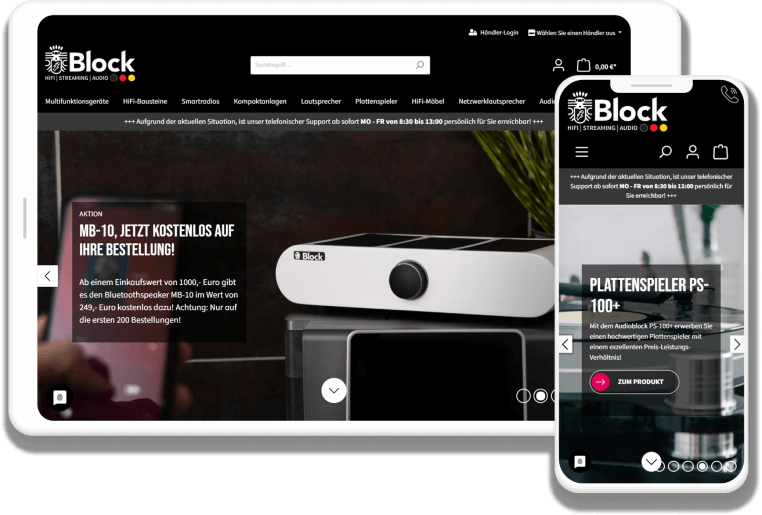 Händler-Login
Wählen Sie einen Händler aus
Block
HIFI | STREAMING | AUDIO
Suchbegriff ...
0,00 €*
Multifunktionsgeräte HiFi-Bausteine Smartradios Kompaktanlagen Lautsprecher Plattenspieler HiFi-Möbel Netzwerklautsprecher
+++ Aufgrund der aktuellen Situation, ist unser telefonischer Support ab sofort MO - FR von 8:30 bis 13:00 persönlich für Sie erreichbar! +++
AKTION
MB-10, JETZT KOSTENLOS AUF
IHRE BESTELLUNG!
Ab einem Einkaufswert von 1000,- Euro gibt
es den Bluetoothspeaker MB-10 im Wert von
249,- Euro kostenlos dazu! Achtung: Nur auf
die ersten 200 Bestellungen!
Block
Block
HIFI | STREAMING | AUDIO
+++ Aufgrund der aktuellen Situation, ist unser telefonischer
Support ab sofort MO - FR von 8:30 bis 13:00 persönlich für
Sie erreichbar! +++
PLATTENSPIELER PS-
100+
Mit dem Audioblock PS-100+ erwerben Sie
einen hochwertigen Plattenspieler mit
einem exzellenten Preis-Leistungs-
Verhältnis!
ZUM PRODUKT